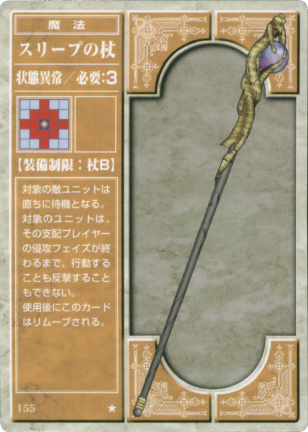 魔法
スリープの杖
状態異常/必要:3
【装備制限:杖B】
対象の敵ユニットは
直ちに待機となる。
対象のユニットは、
その支配プレイヤー
の侵攻フェイズが終
わるまで、行動する
ことも反撃すること
もできない。
使用後にこのカード
はリムーブされる。
155 ★